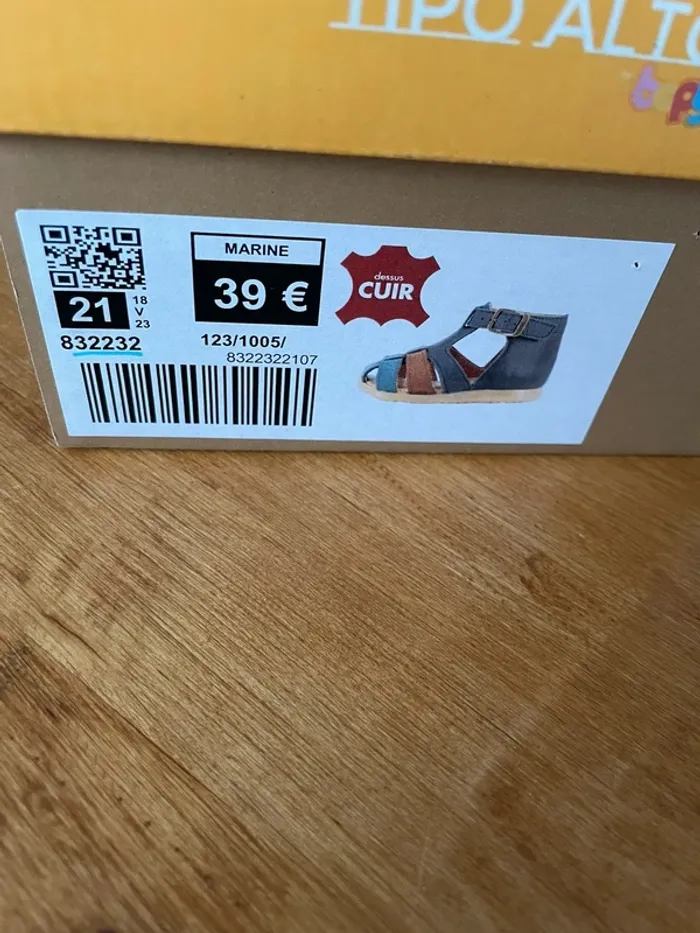 TIPO ALTO
MARINE
39 €
dessus
CUIR
21
18
V
23
832232
123/1005/
8322322107